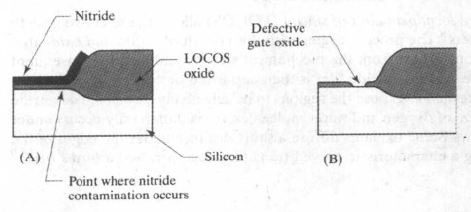 Nitride
LOCOS
oxide
Defective
gate oxide
(A)
Silicon
(B)
Point where nitride
contamination occurs